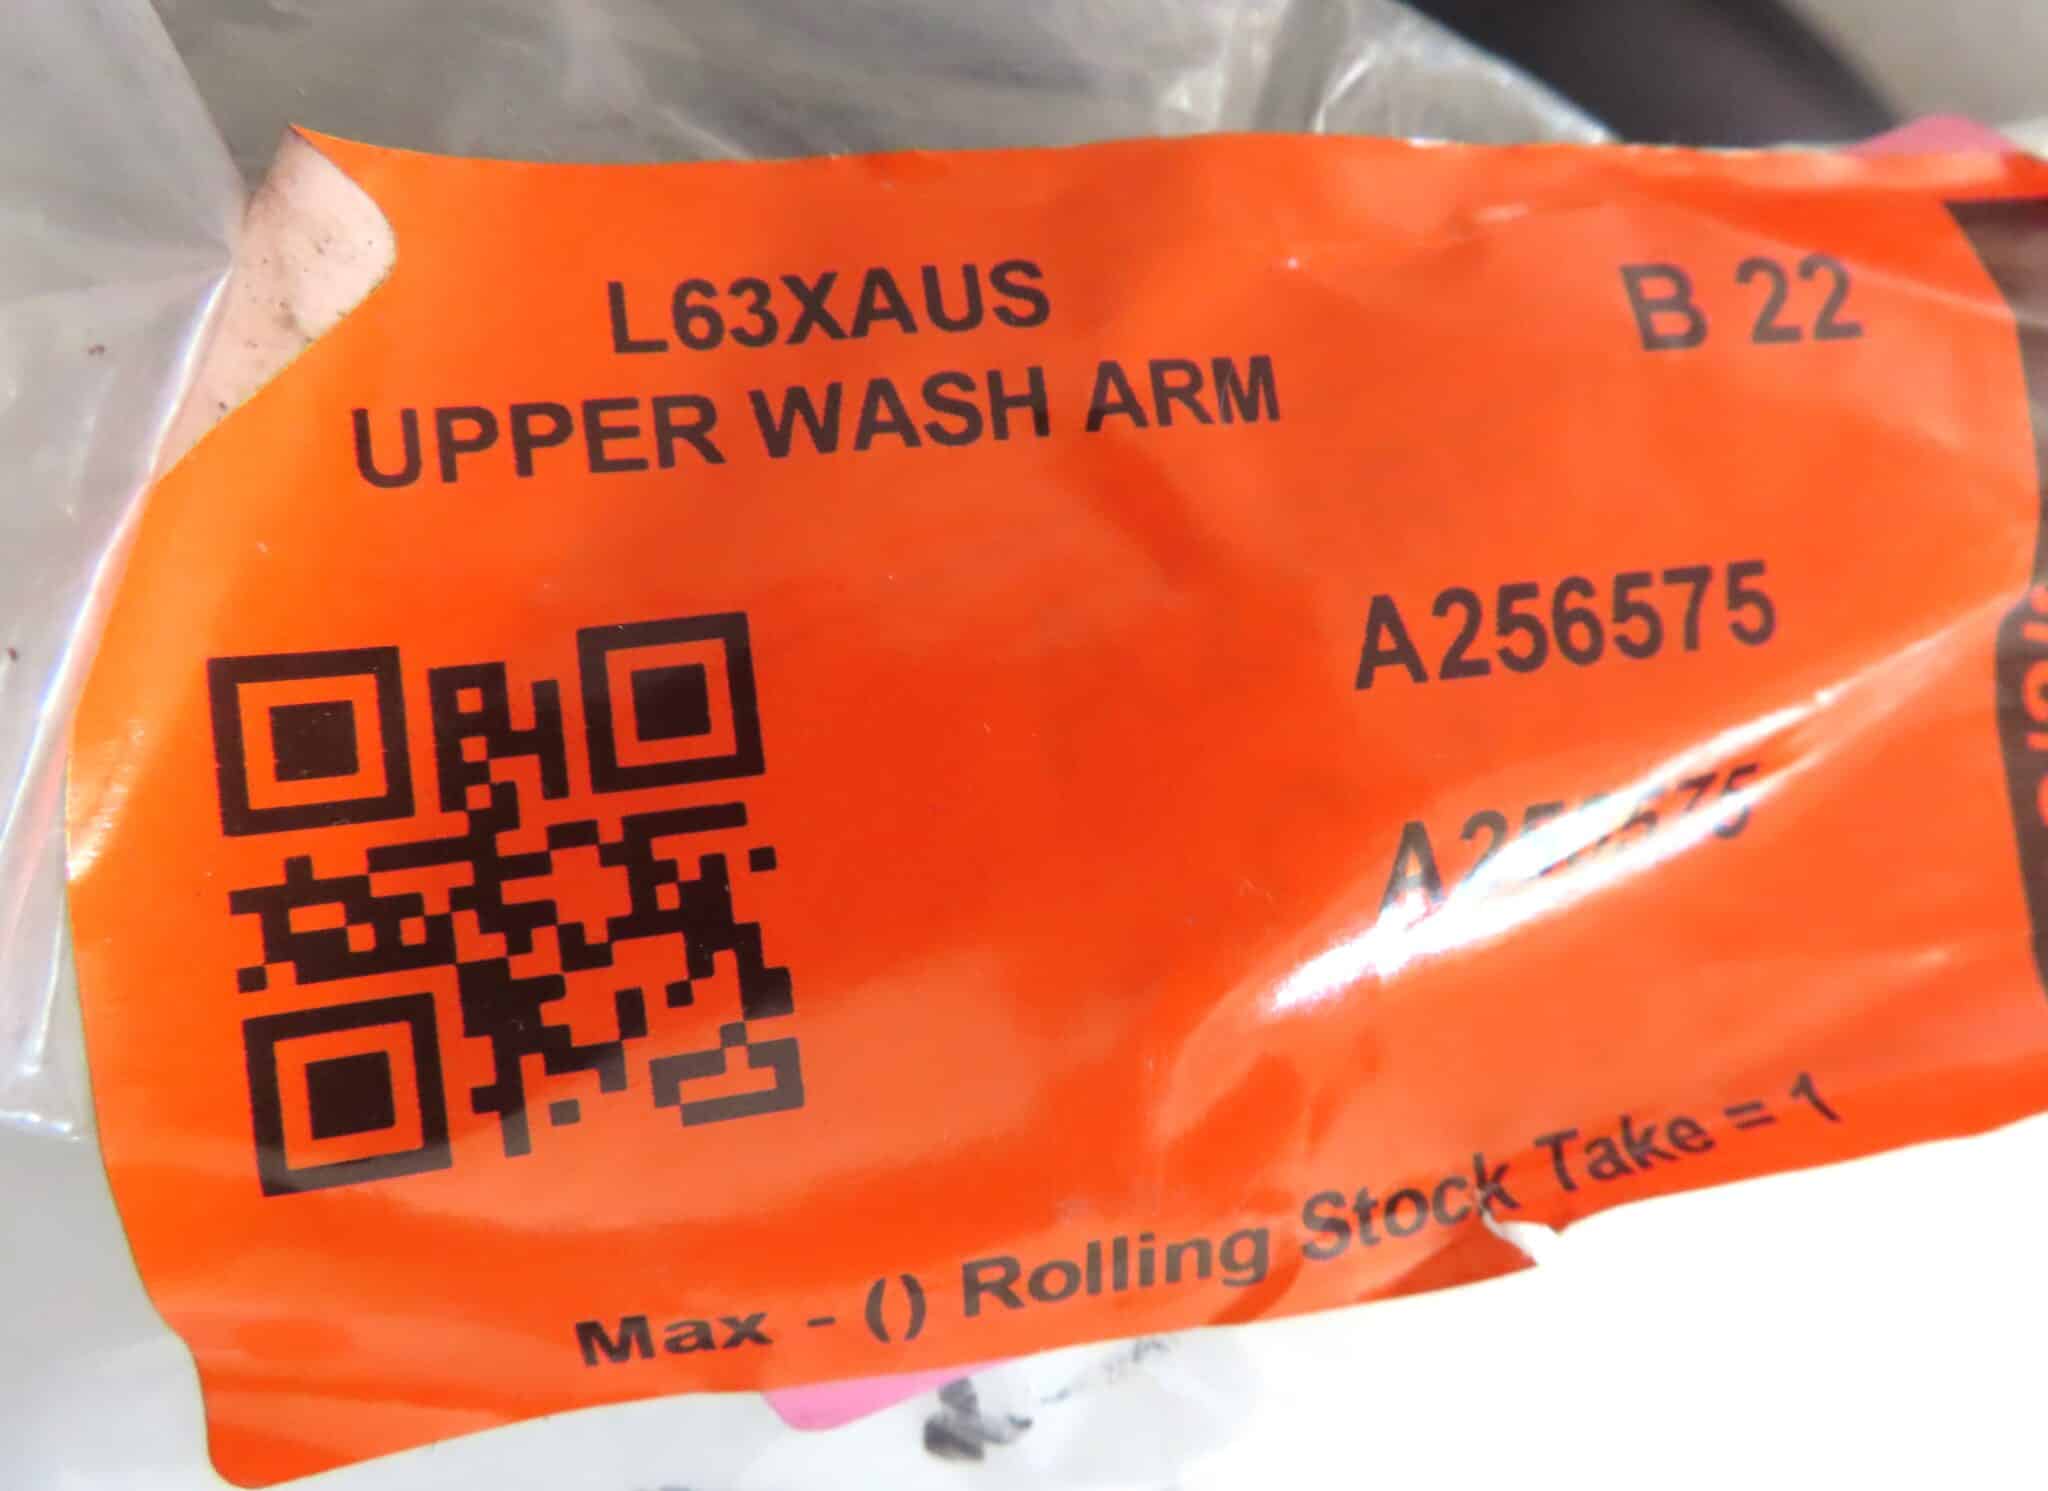 L63XAUS
B 22
UPPER WASH ARM
A256575
Max - () Rolling Stock Take = 1